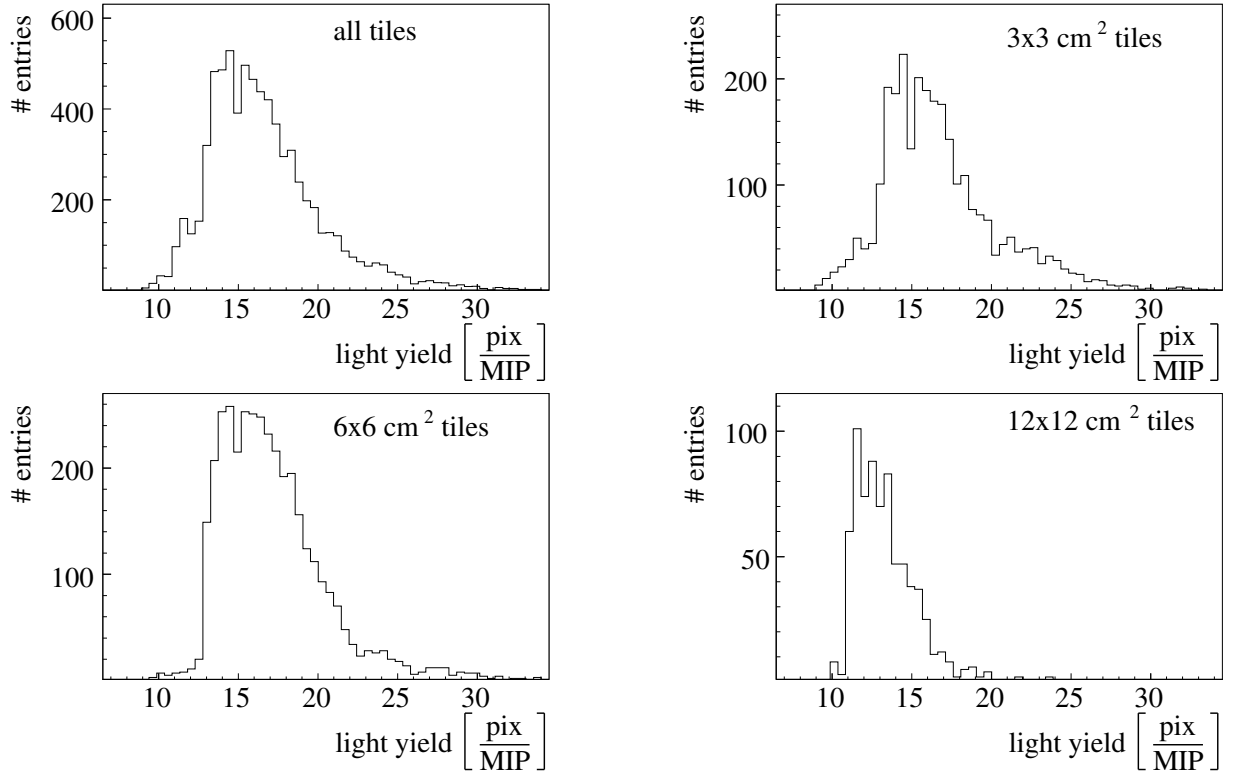 600
400
200
# entries
all tiles
10 15 20 25 30
light yield [ pix / MIP ]
200
100
# entries
3x3 cm ² tiles
10 15 20 25 30
light yield [ pix / MIP ]
200
100
# entries
6x6 cm ² tiles
10 15 20 25 30
light yield [ pix / MIP ]
100
50
# entries
12x12 cm ² tiles
10 15 20 25 30
light yield [ pix / MIP ]